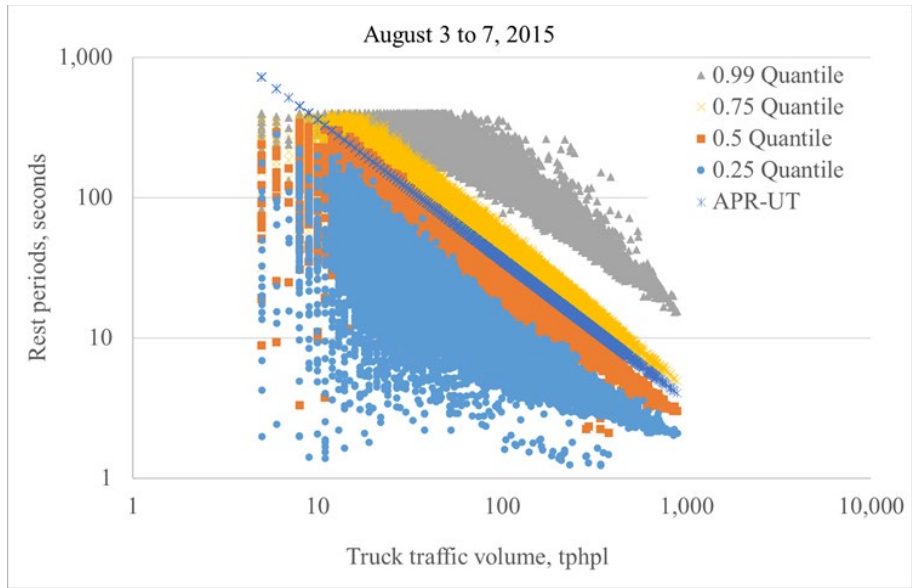 August 3 to 7, 2015
1,000
100
10
1
Rest periods, seconds
0.99 Quantile
0.75 Quantile
0.5 Quantile
0.25 Quantile
APR-UT
1
10
100
1,000
10,000
Truck traffic volume, tphpl